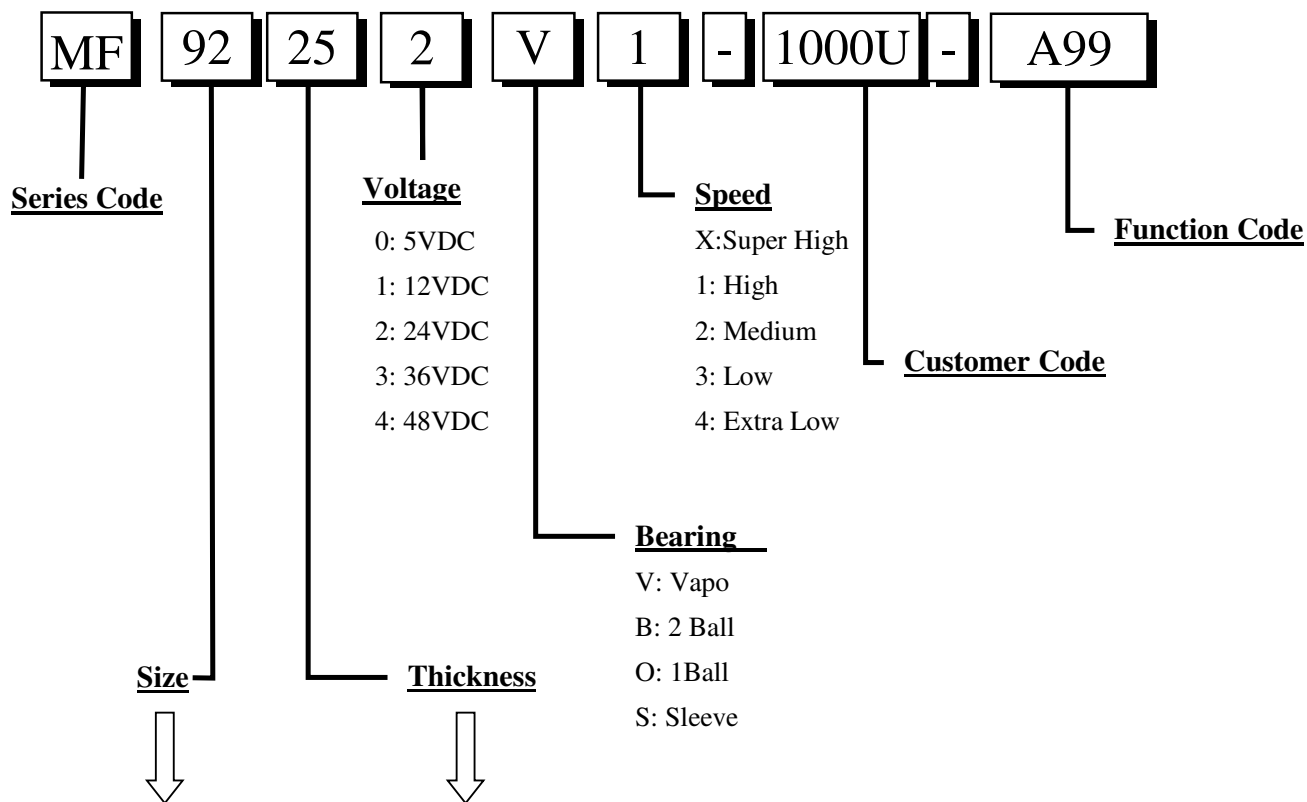 MF 92 25 2 V 1 - 1000U - A99
Series Code
Voltage
0: 5VDC
1: 12VDC
2: 24VDC
3: 36VDC
4: 48VDC
Speed
X:Super High
1: High
2: Medium
3: Low
4: Extra Low
Function Code
Customer Code
Bearing
V: Vapo
B: 2 Ball
O: 1Ball
S: Sleeve
Size
Thickness